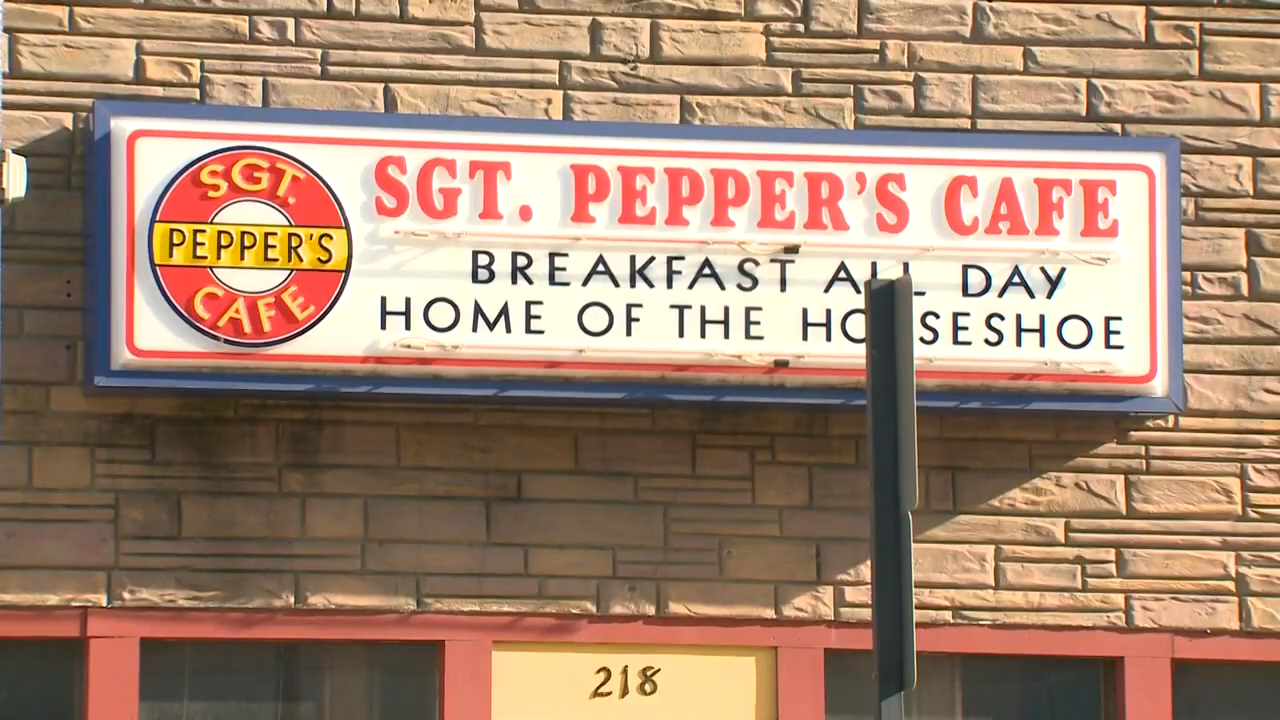 SGT.
PEPPER'S
CAFE
SGT. PEPPER'S CAFE
BREAKFAST ALL DAY
HOME OF THE HORSESHOE
218